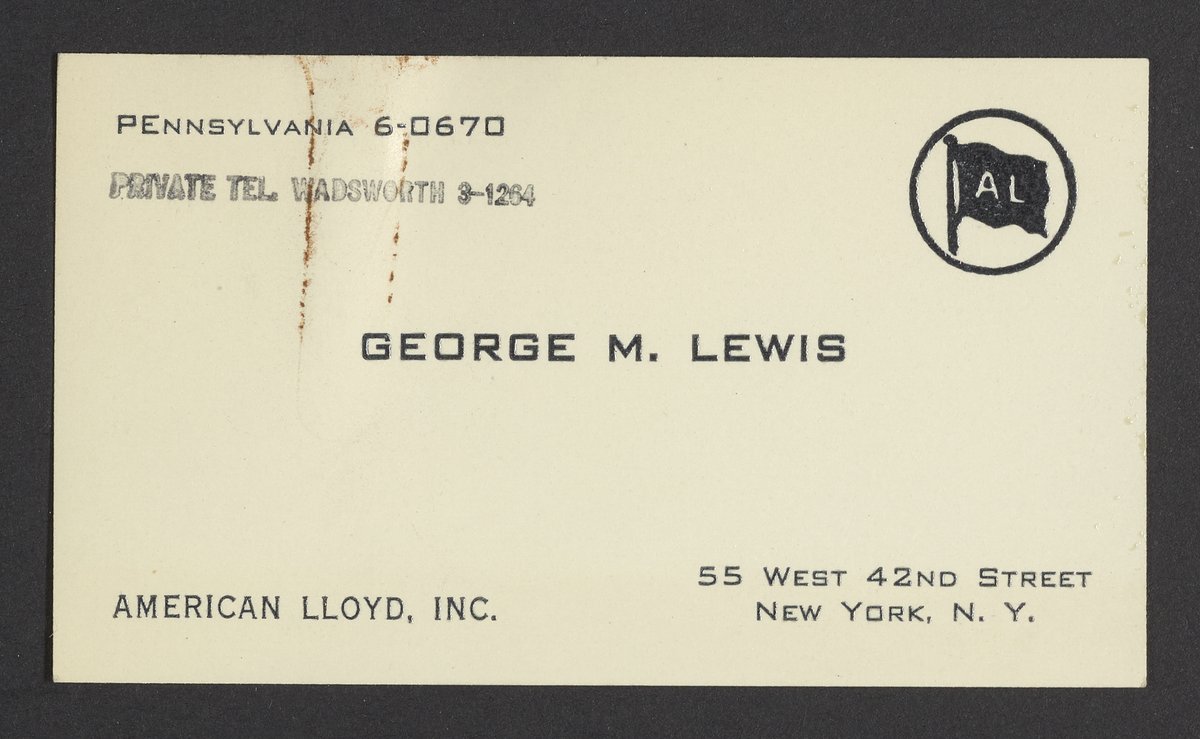 PENNSYLVANIA 6-0670
PRIVATE TEL. WADSWORTH 3-1264
AL
GEORGE M. LEWIS
AMERICAN LLOYD, INC.
55 WEST 42ND STREET
NEW YORK, N. Y.